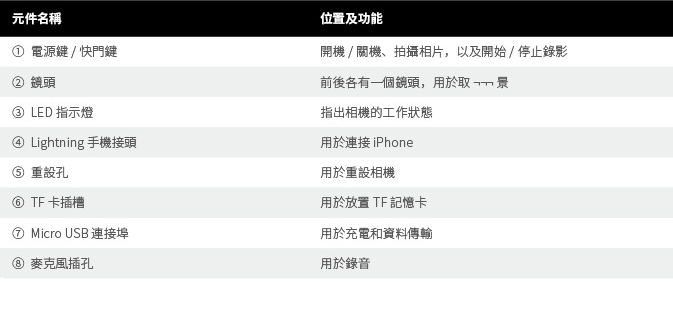 元件名稱 位置及功能
① 電源鍵 / 快門鍵 開機 / 關機、拍攝相片，以及開始 / 停止錄影
② 鏡頭 前後各有一個鏡頭，用於取 ¬¬ 景
③ LED 指示燈 指出相機的工作狀態
④ Lightning 手機接頭 用於連接 iPhone
⑤ 重設孔 用於重設相機
⑥ TF 卡插槽 用於放置 TF 記憶卡
⑦ Micro USB 連接埠 用於充電和資料傳輸
⑧ 麥克風插孔 用於錄音